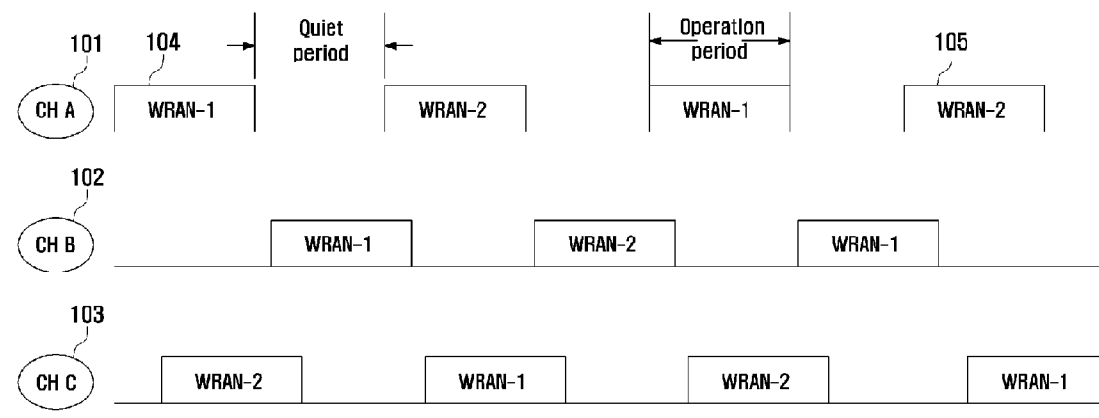 Quiet period
Operation period
101
104
105
CH A
WRAN-1
WRAN-2
WRAN-1
WRAN-2
102
CH B
WRAN-1
WRAN-2
WRAN-1
103
CH C
WRAN-2
WRAN-1
WRAN-2
WRAN-1